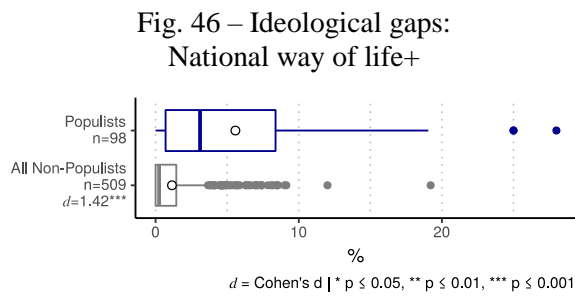 Fig. 46 – Ideological gaps:
National way of life+
Populists
n=98
All Non-Populists
n=509
d=1.42***
0 10 20
%
d = Cohen's d | * p ≤ 0.05, ** p ≤ 0.01, *** p ≤ 0.001